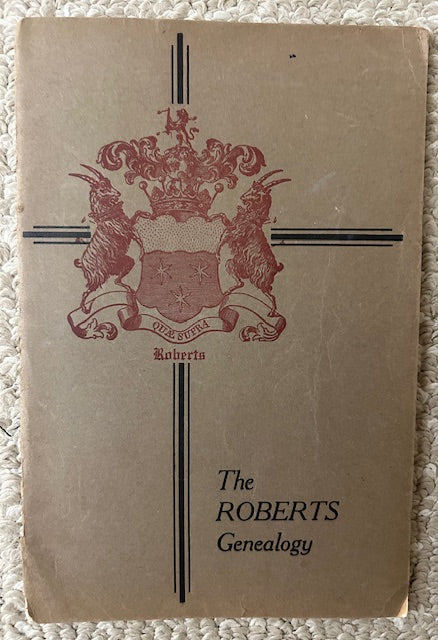 QUÆ SUPRA
Roberts
The
ROBERTS
Genealogy